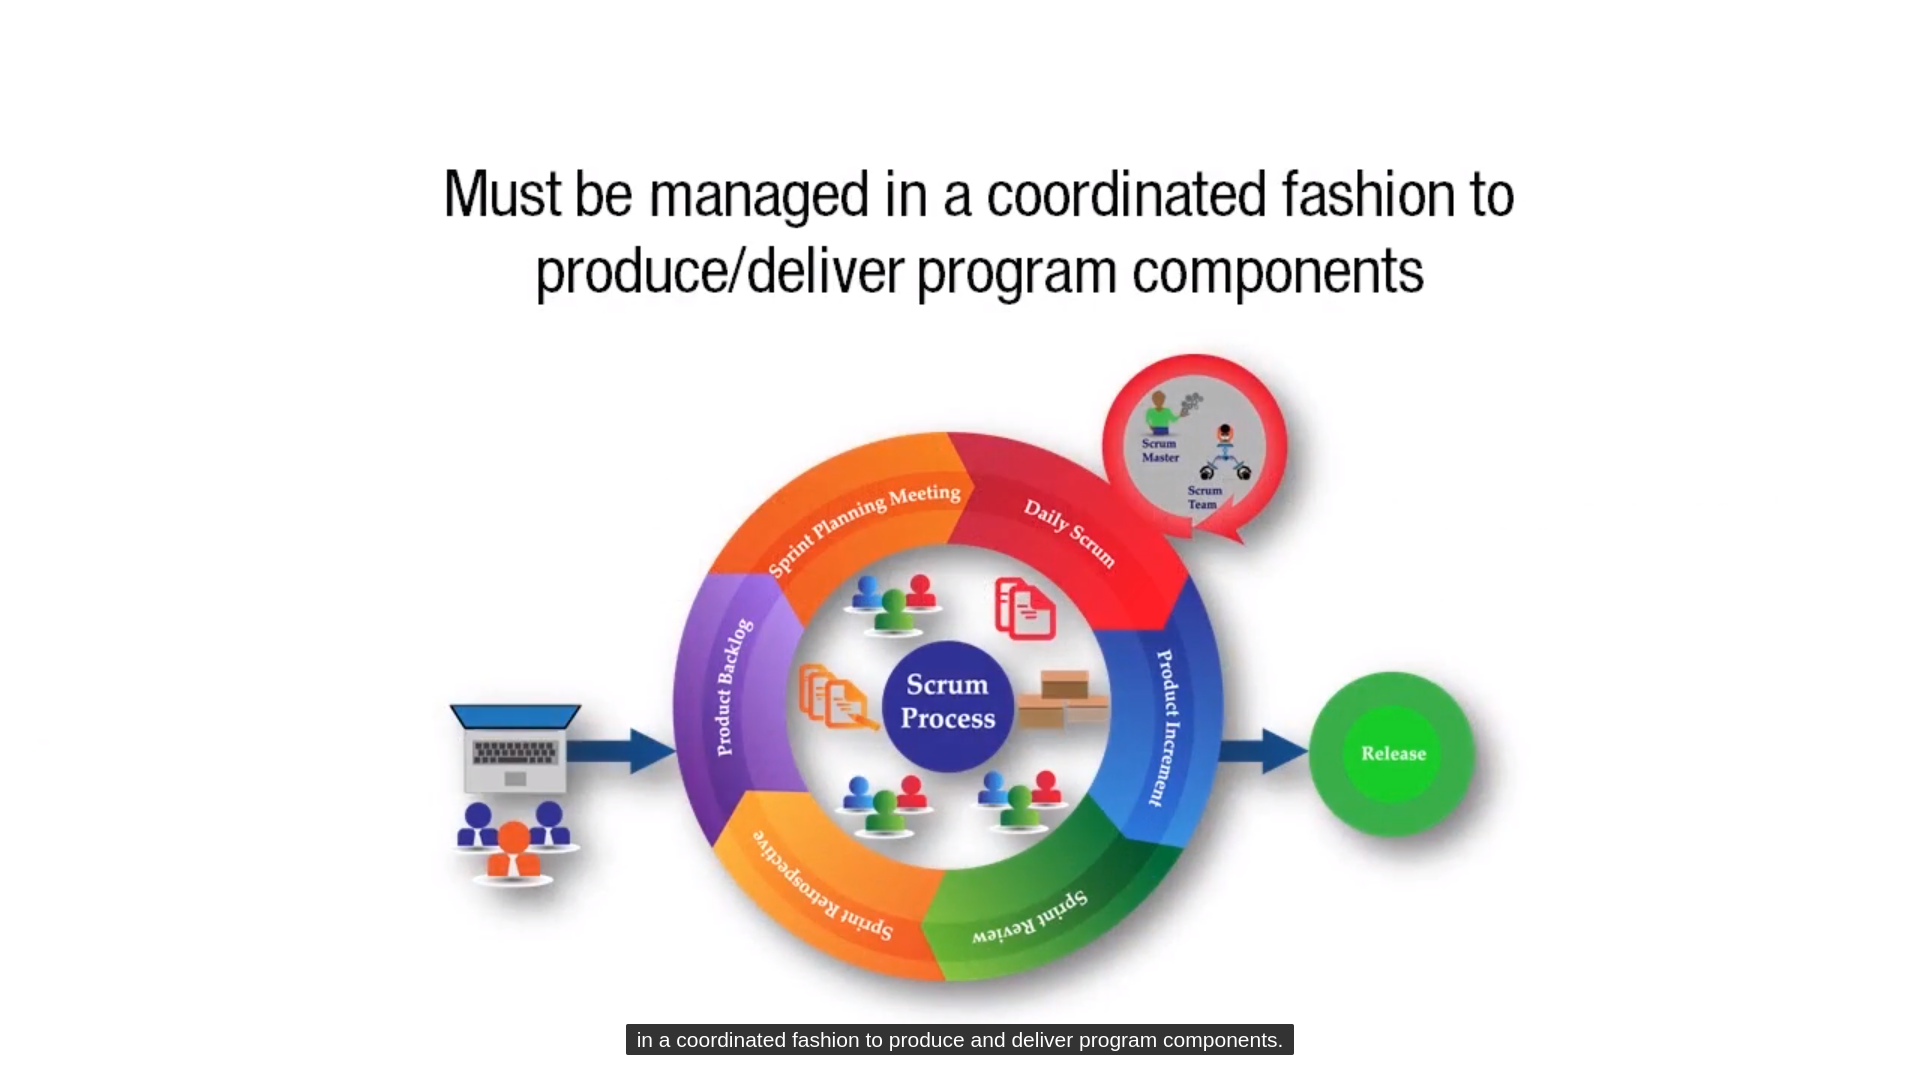 Must be managed in a coordinated fashion to
produce/deliver program components
Scrum
Master
Scrum
Team
Sprint Planning Meeting
Daily Scrum
Product Backlog
Scrum
Process
Product Increment
Release
Sprint Retrospective
Sprint Review
in a coordinated fashion to produce and deliver program components.